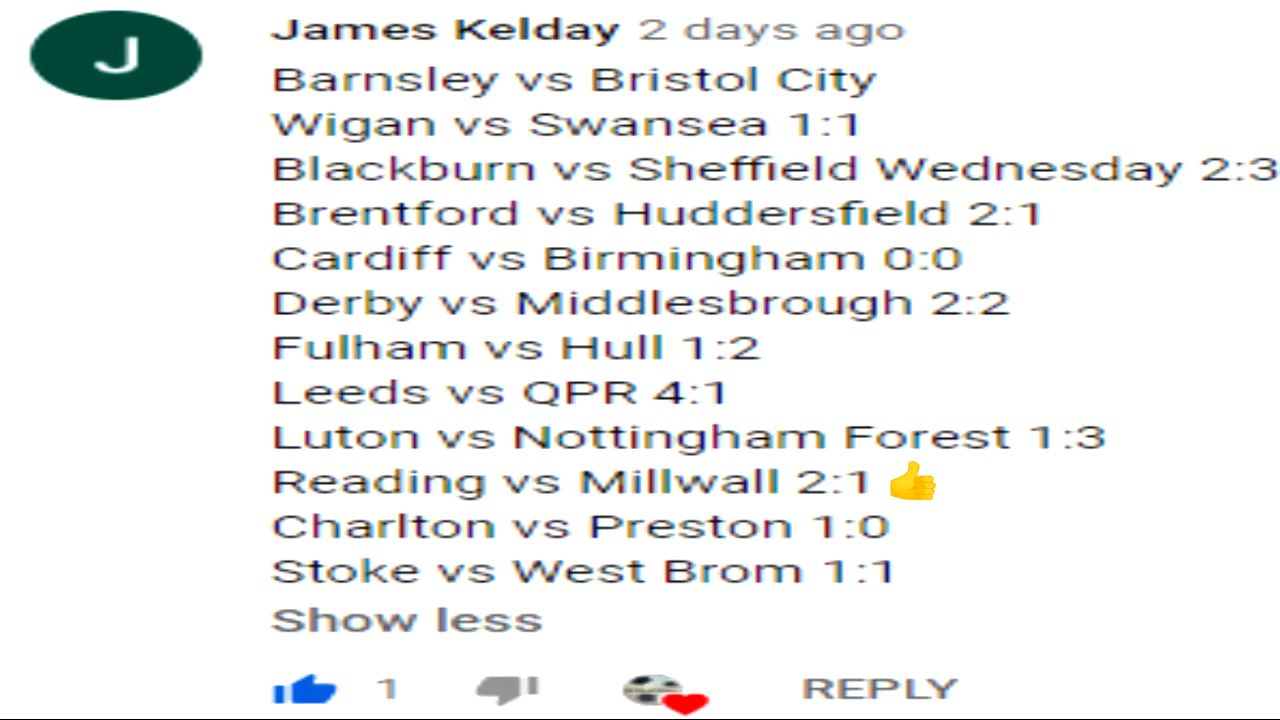 J
James Kelday 2 days ago
Barnsley vs Bristol City
Wigan vs Swansea 1:1
Blackburn vs Sheffield Wednesday 2:3
Brentford vs Huddersfield 2:1
Cardiff vs Birmingham 0:0
Derby vs Middlesbrough 2:2
Fulham vs Hull 1:2
Leeds vs QPR 4:1
Luton vs Nottingham Forest 1:3
Reading vs Millwall 2:1 👍
Charlton vs Preston 1:0
Stoke vs West Brom 1:1
Show less
1 REPLY